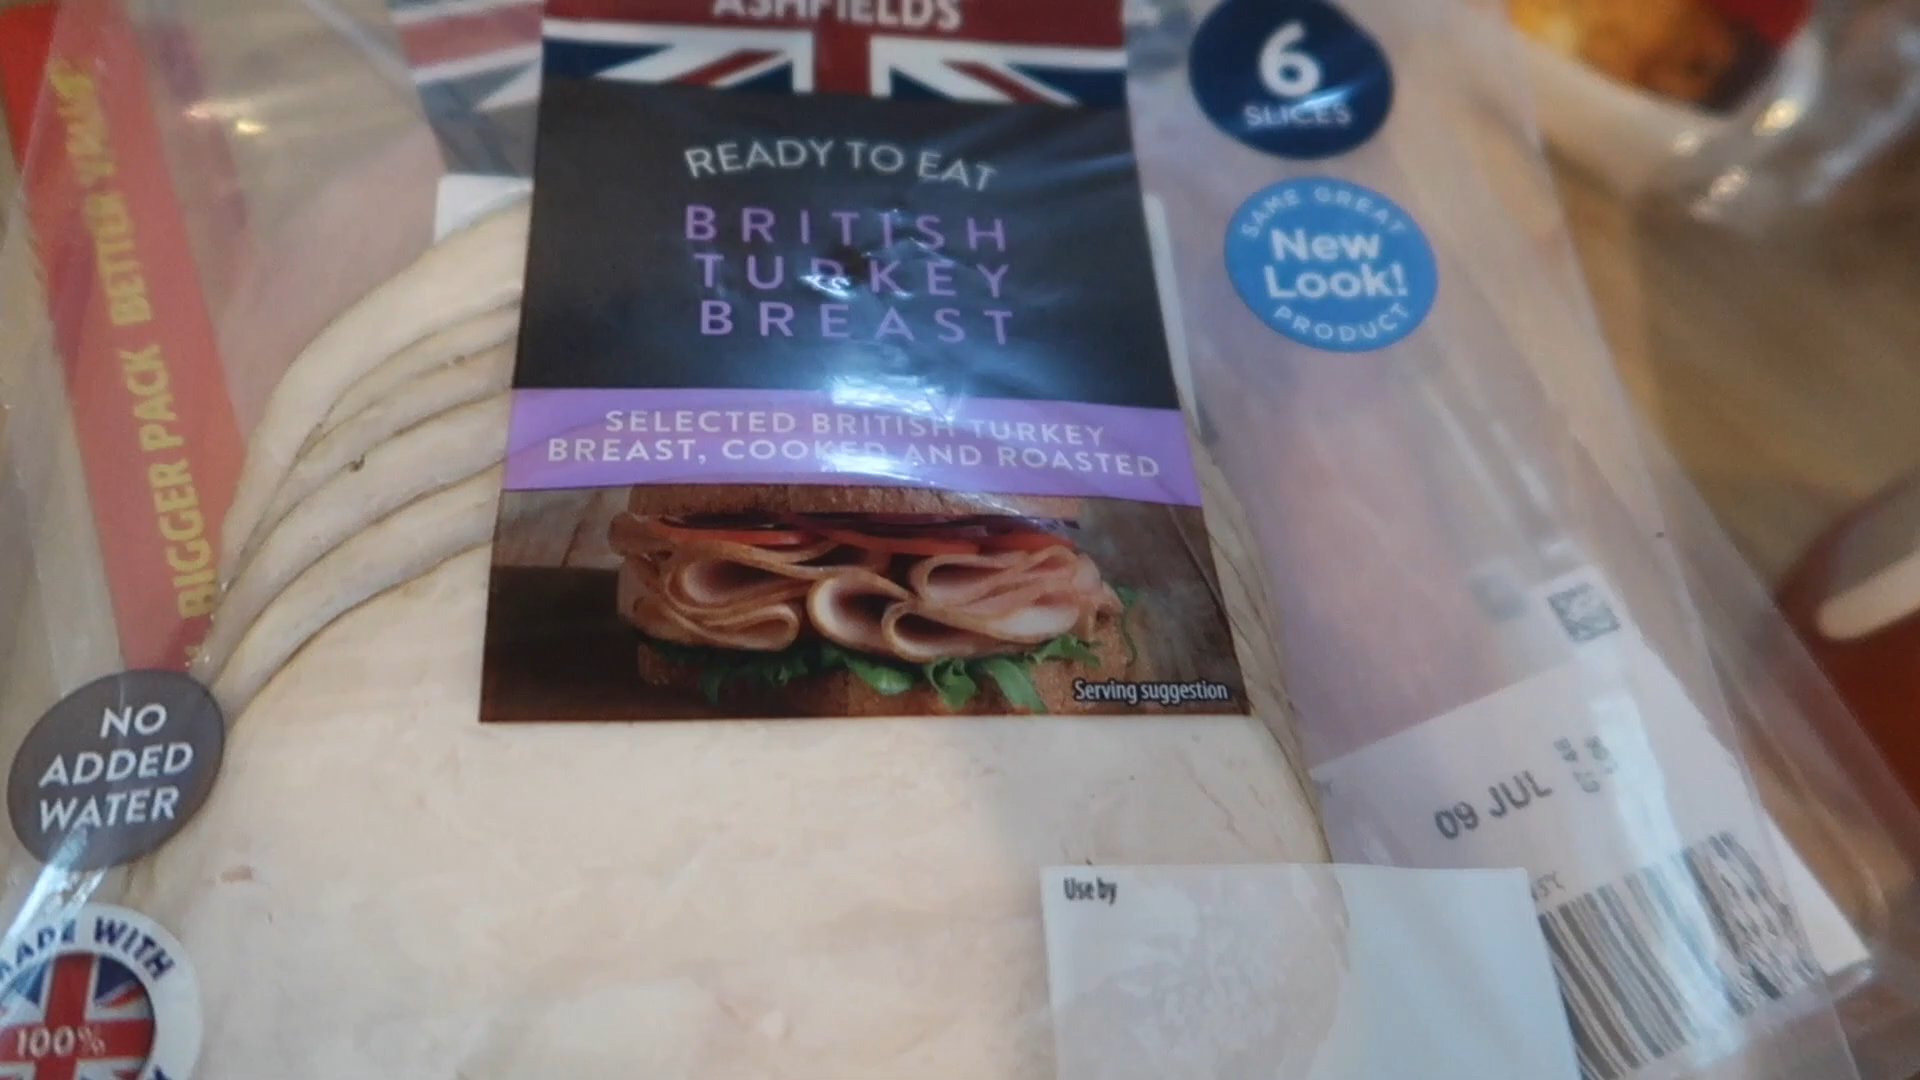 ASHFIELDS
READY TO EAT
BRITISH
TURKEY
BREAST
SELECTED BRITISH TURKEY
BREAST, COOKED AND ROASTED
Serving suggestion
6
SLICES
SAME GREAT
New
Look!
PRODUCT
BIGGER PACK BETTER VALUE
NO
ADDED
WATER
MADE WITH
100%
09 JUL
Use by